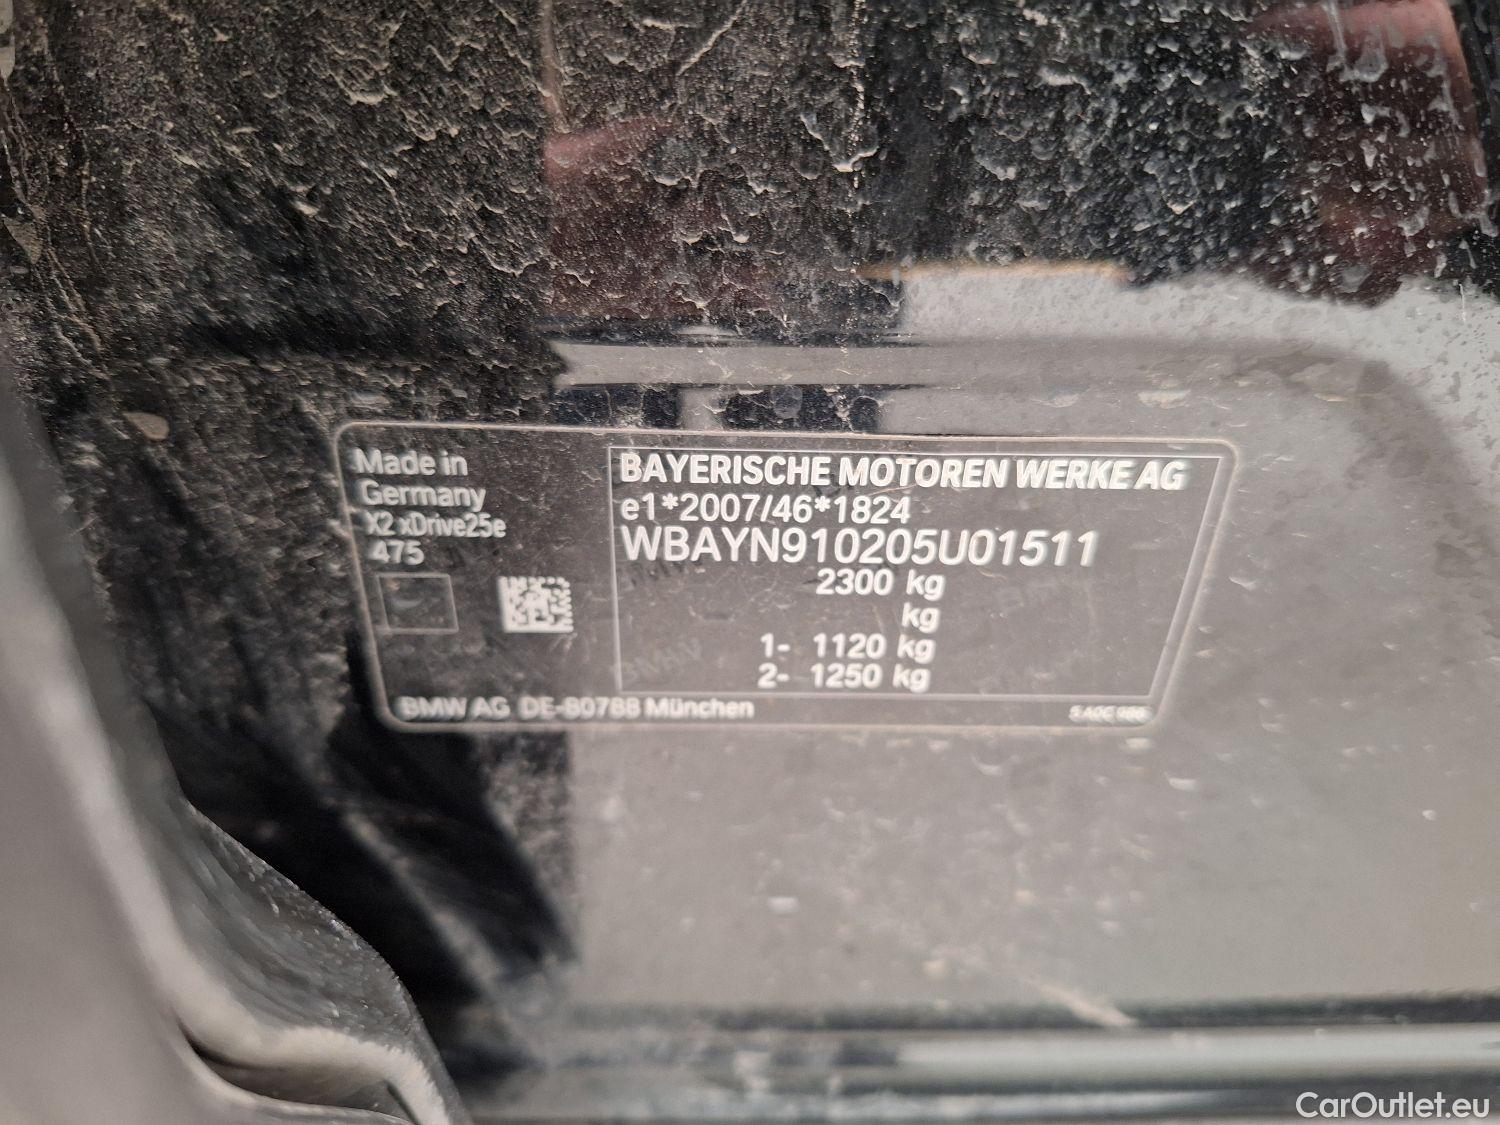 Made in
Germany
X2 xDrive25e
475
BAYERISCHE MOTOREN WERKE AG
e1*2007/46*1824
WBAYN910205U01511
2300 kg
kg
1- 1120 kg
2- 1250 kg
BMW AG DE-80788 München
CarOutlet.eu